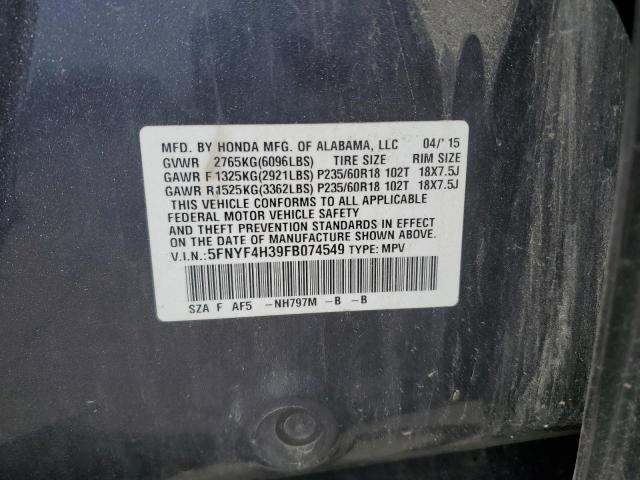 MFD. BY HONDA MFG. OF ALABAMA, LLC 04/'15
GVWR 2765KG(6096LBS) TIRE SIZE RIM SIZE
GAWR F 1325KG(2921LBS) P235/60R18 102T 18X7.5J
GAWR R1525KG(3362LBS) P235/60R18 102T 18X7.5J
THIS VEHICLE CONFORMS TO ALL APPLICABLE
FEDERAL MOTOR VEHICLE SAFETY
AND THEFT PREVENTION STANDARDS IN EFFECT
ON THE DATE OF MANUFACTURE SHOWN ABOVE.
V.I.N.:5FNYF4H39FB074549 TYPE: MPV
SZA F AF5 -NH797M -B -B